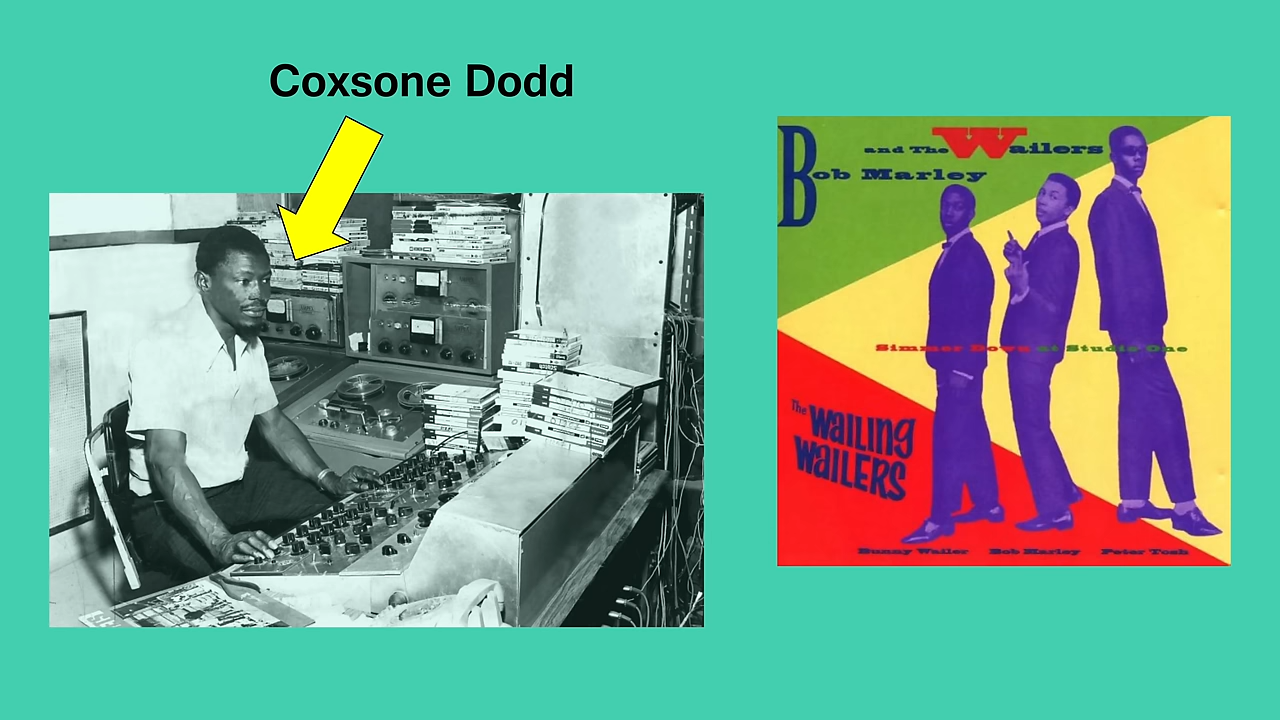 Coxsone Dodd
and The Wailers
Bob Marley
Simmer Down at Studio One
The
WAILING
WAILERS
Bunny Wailer Bob Marley Peter Tosh